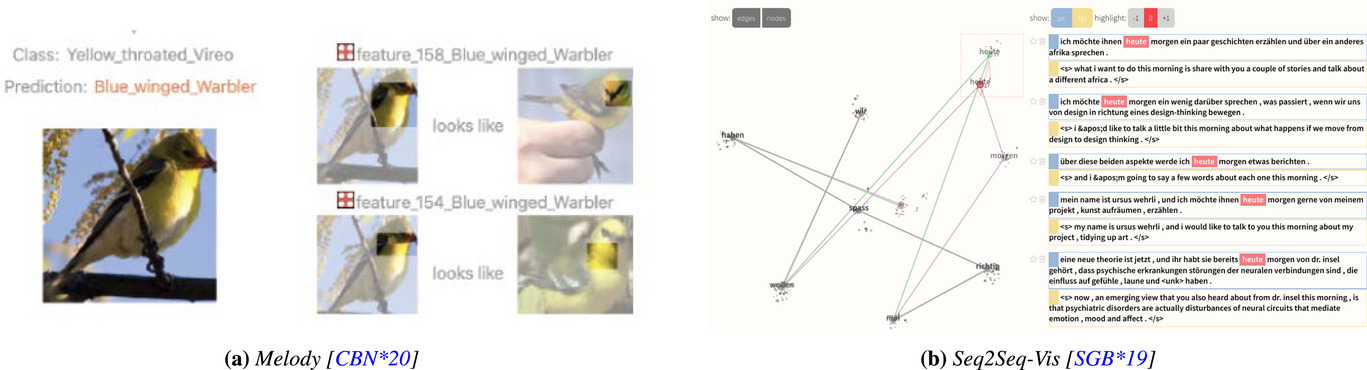 Class: Yellow_throated_Vireo
Prediction: Blue_winged_Warbler
feature_158_Blue_winged_Warbler
looks like
feature_154_Blue_winged_Warbler
looks like
(a) Melody [CBN*20]
show: edges nodes
heute
heute
wir
haben
morgen
spass
richtig
wollen
mal
show: src tgt highlight: -1 0 +1
ich möchte ihnen heute morgen ein paar geschichten erzählen und über ein anderes
afrika sprechen .
<s> what i want to do this morning is share with you a couple of stories and talk about
a different africa . </s>
ich möchte heute morgen ein wenig darüber sprechen , was passiert , wenn wir uns
von design in richtung eines design-thinking bewegen .
<s> i &apos;d like to talk a little bit this morning about what happens if we move from
design to design thinking . </s>
über diese beiden aspekte werde ich heute morgen etwas berichten .
<s> and i &apos;m going to say a few words about each one this morning . </s>
mein name ist ursus wehrli , und ich möchte ihnen heute morgen gerne von meinem
projekt , kunst aufräumen , erzählen .
<s> my name is ursus wehrli , and i would like to talk to you this morning about my
project , tidying up art . </s>
eine neue theorie ist jetzt , und ihr habt sie bereits heute morgen von dr. insel
gehört , dass psychische erkrankungen störungen der neuralen verbindungen sind , die
einfluss auf gefühle , laune und <unk> haben .
<s> now , an emerging view that you also heard about from dr. insel this morning , is
that psychiatric disorders are actually disturbances of neural circuits that mediate
emotion , mood and affect . </s>
(b) Seq2Seq-Vis [SGB*19]